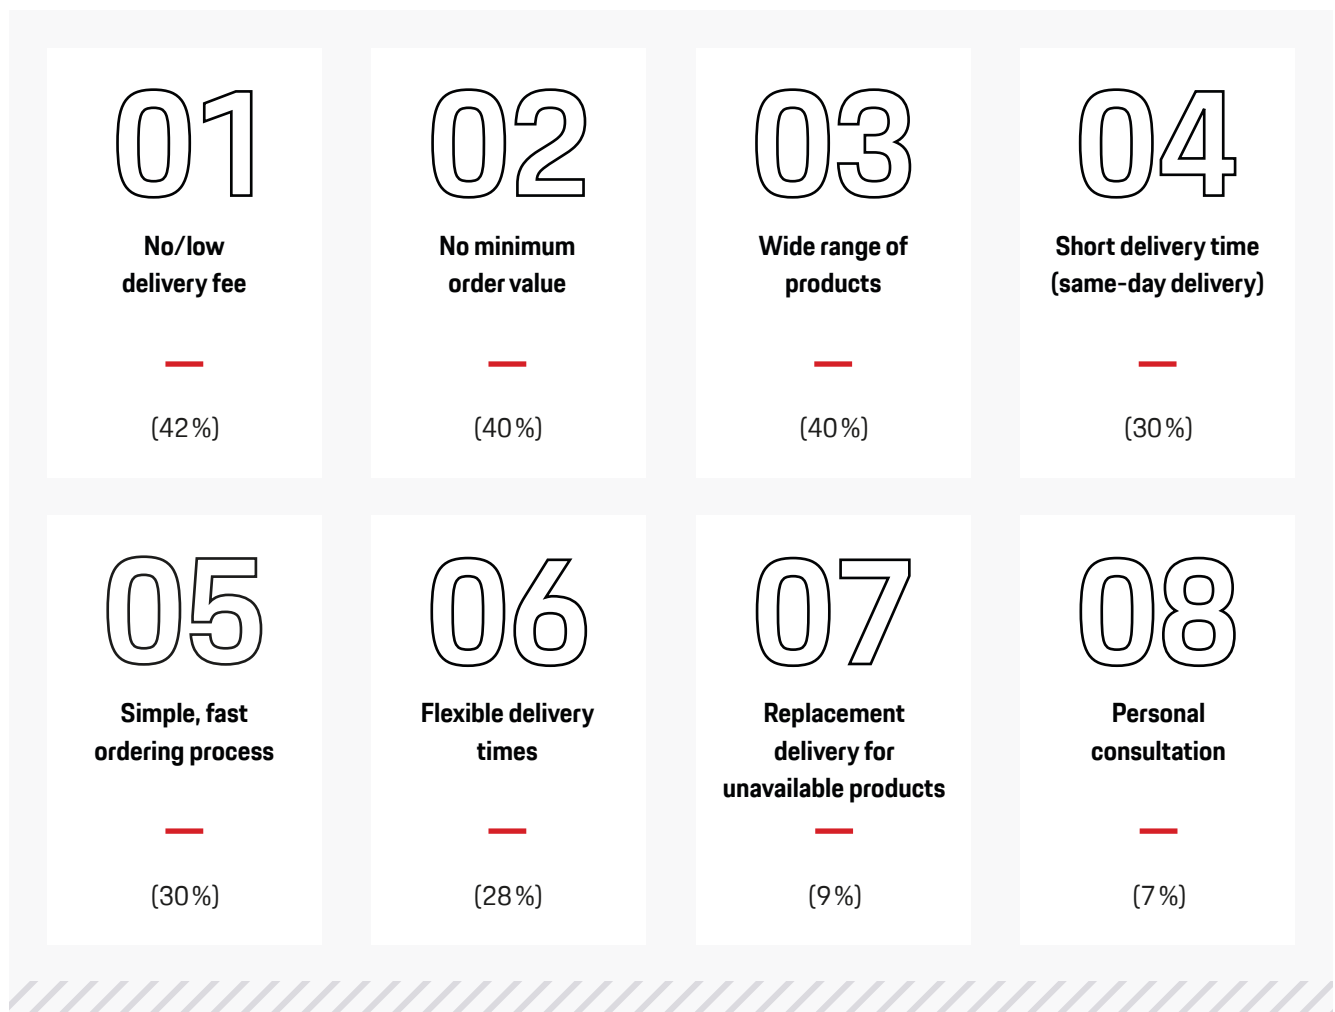 01
No/low
delivery fee
(42 %)
02
No minimum
order value
(40 %)
03
Wide range of
products
(40 %)
04
Short delivery time
(same-day delivery)
(30 %)
05
Simple, fast
ordering process
(30 %)
06
Flexible delivery
times
(28 %)
07
Replacement
delivery for
unavailable products
(9 %)
08
Personal
consultation
(7 %)